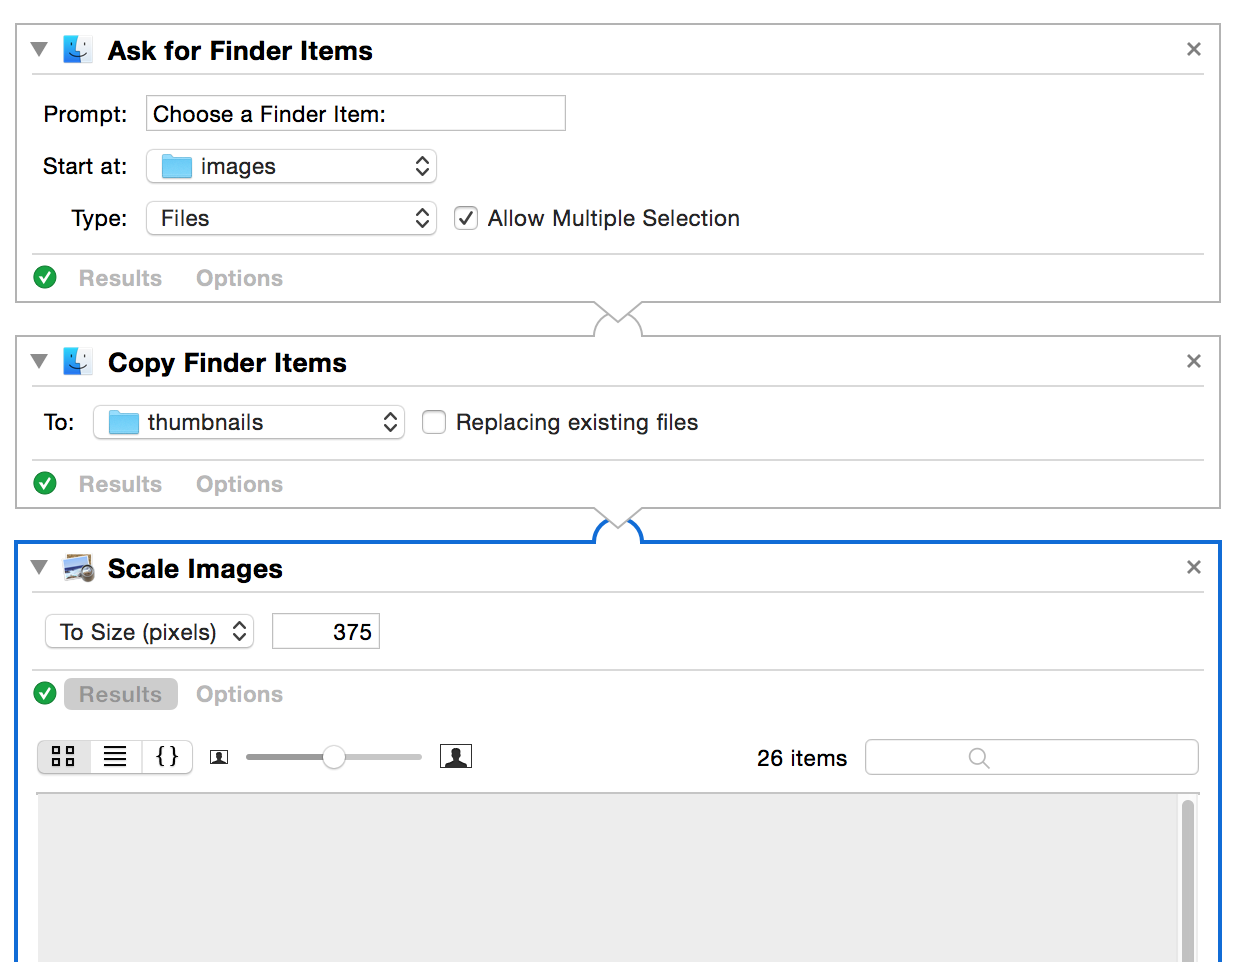 Ask for Finder Items
Prompt: Choose a Finder Item:
Start at: images
Type: Files Allow Multiple Selection
Results Options
Copy Finder Items
To: thumbnails Replacing existing files
Results Options
Scale Images
To Size (pixels) 375
Results Options
{} 26 items